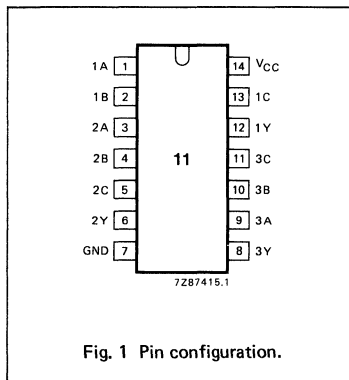 1A 1 14 VCC
1B 2 13 1C
2A 3 12 1Y
2B 4 11 11 3C
2C 5 10 3B
2Y 6 9 3A
GND 7 8 3Y
7Z87415.1
Fig. 1 Pin configuration.